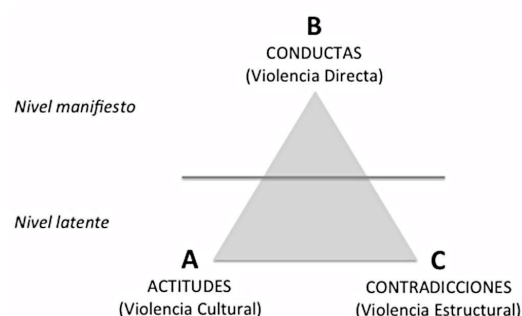 B
CONDUCTAS
(Violencia Directa)
Nivel manifiesto
Nivel latente
A
ACTITUDES
(Violencia Cultural)
C
CONTRADICCIONES
(Violencia Estructural)